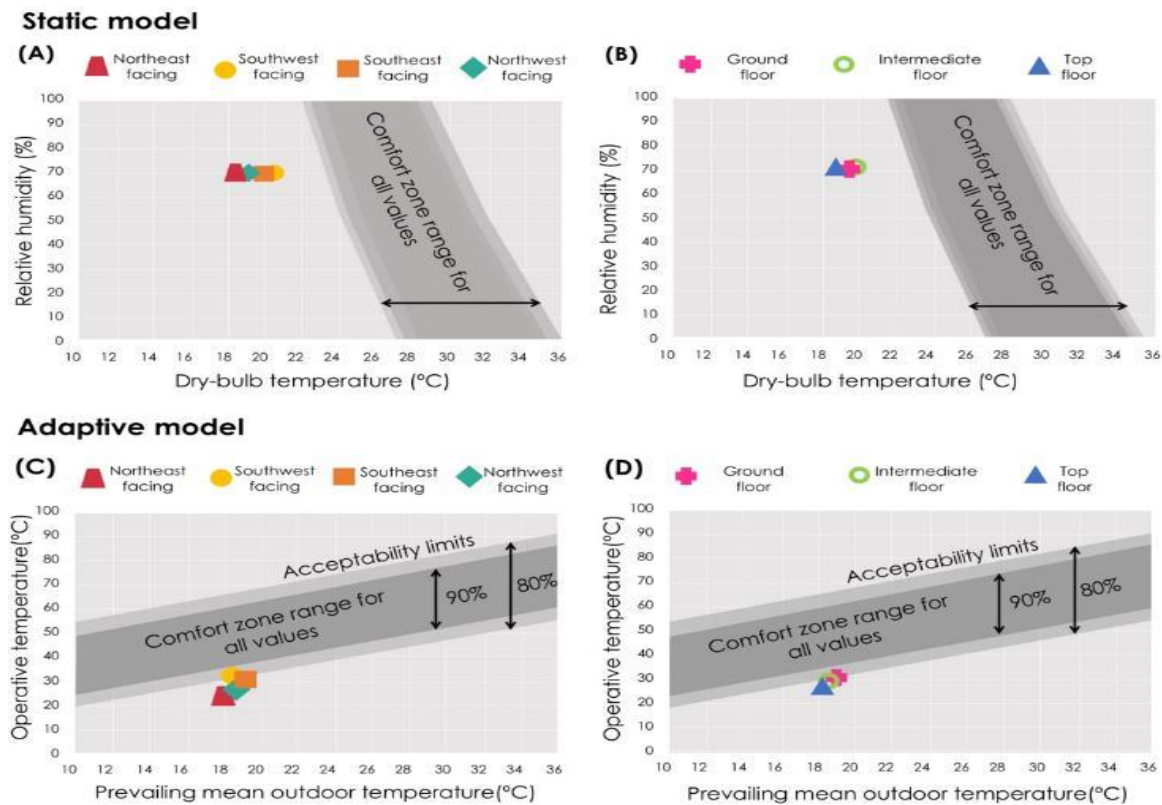 Static model
(A)
Northeast facing
Southwest facing
Southeast facing
Northwest facing
100
90
80
70
60
50
40
30
20
10
0
Relative humidity (%)
Comfort zone range for
all values
10 12 14 16 18 20 22 24 26 28 30 32 34 36
Dry-bulb temperature (°C)
(B)
Ground floor
Intermediate floor
Top floor
100
90
80
70
60
50
40
30
20
10
0
Relative humidity (%)
Comfort zone range for
all values
10 12 14 16 18 20 22 24 26 28 30 32 34 36
Dry-bulb temperature (°C)
Adaptive model
(C)
Northeast facing
Southwest facing
Southeast facing
Northwest facing
100
90
80
70
60
50
40
30
20
10
0
Operative temperature(°C)
Acceptability limits
90%
80%
Comfort zone range for
all values
10 12 14 16 18 20 22 24 26 28 30 32 34 36
Prevailing mean outdoor temperature(°C)
(D)
Ground floor
Intermediate floor
Top floor
100
90
80
70
60
50
40
30
20
10
0
Operative temperature(°C)
Acceptability limits
90%
80%
Comfort zone range for
all values
10 12 14 16 18 20 22 24 26 28 30 32 34 36
Prevailing mean outdoor temperature(°C)